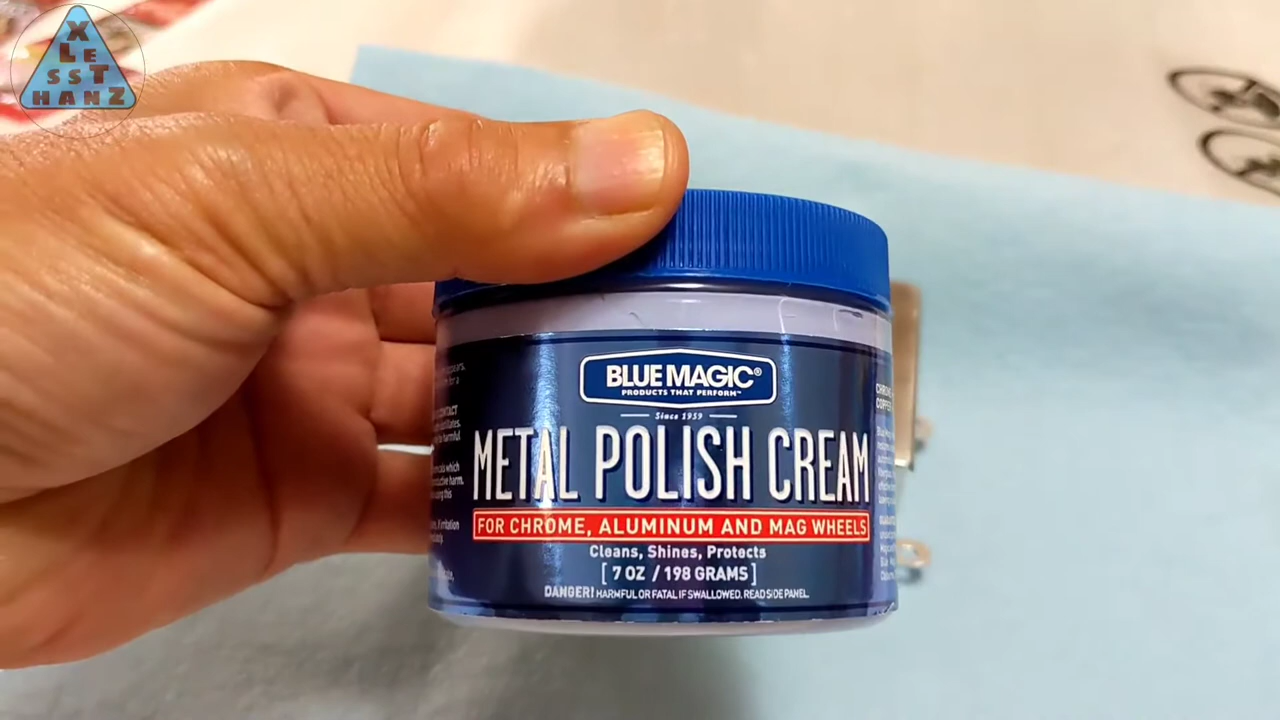 X
LE
SST
HANZ
BLUE MAGIC®
PRODUCTS THAT PERFORM™
Since 1959
METAL POLISH CREAM
FOR CHROME, ALUMINUM AND MAG WHEELS
Cleans, Shines, Protects
[ 7 OZ / 198 GRAMS ]
DANGER! HARMFUL OR FATAL IF SWALLOWED. READ SIDE PANEL.